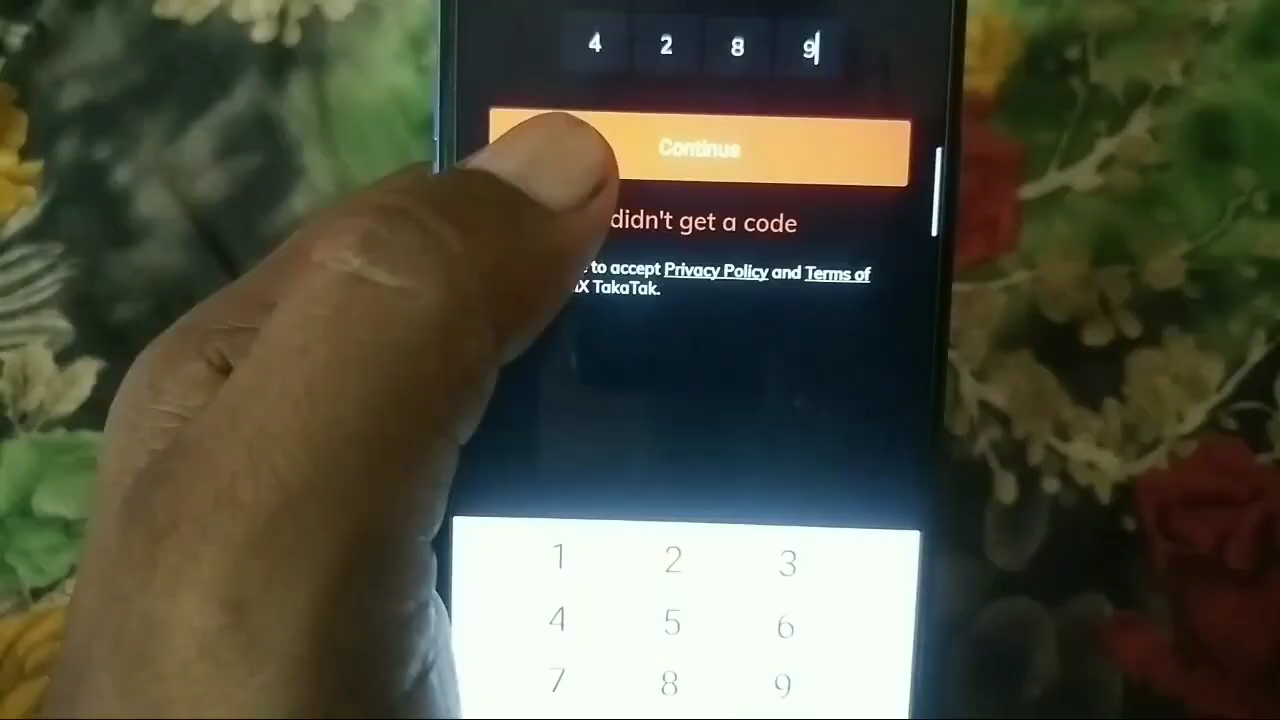 4 2 8 9
Continue
didn't get a code
to accept Privacy Policy and Terms of
TakaTak.
1 2 3
4 5 6
7 8 9